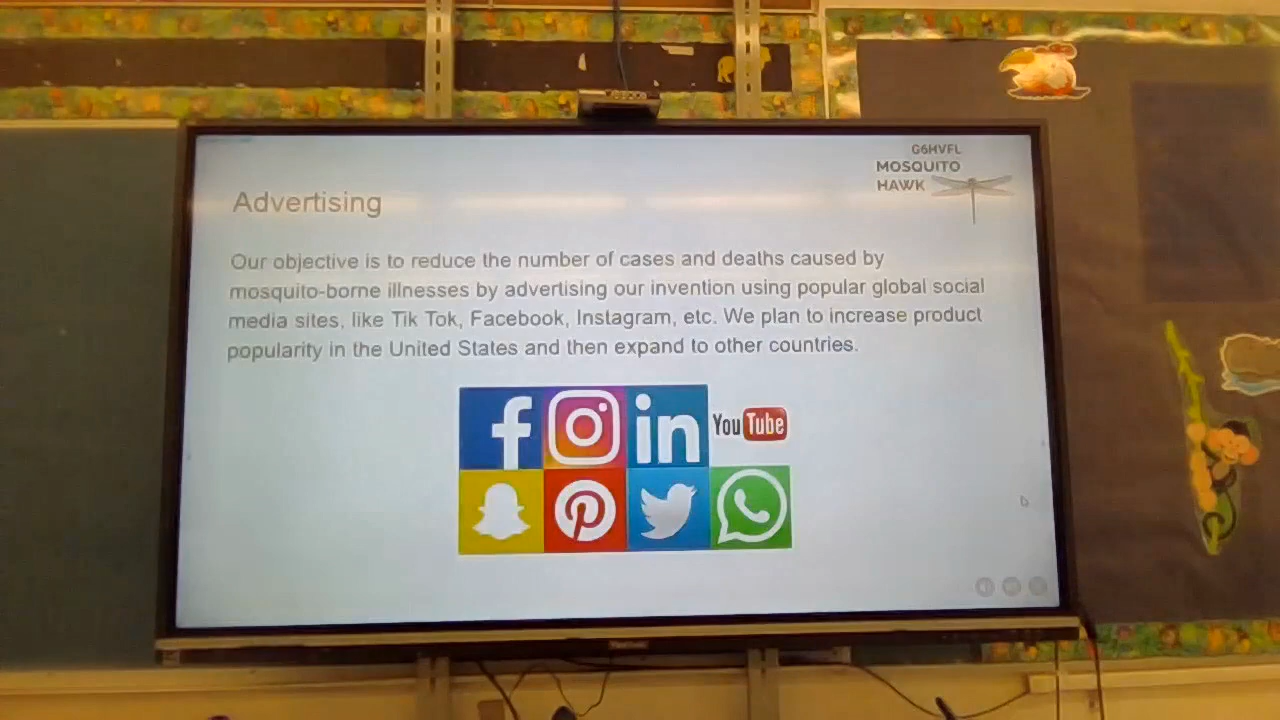 G6HVFL
MOSQUITO
HAWK
Advertising
Our objective is to reduce the number of cases and deaths caused by
mosquito-borne illnesses by advertising our invention using popular global social
media sites, like Tik Tok, Facebook, Instagram, etc. We plan to increase product
popularity in the United States and then expand to other countries.
f
in
YouTube